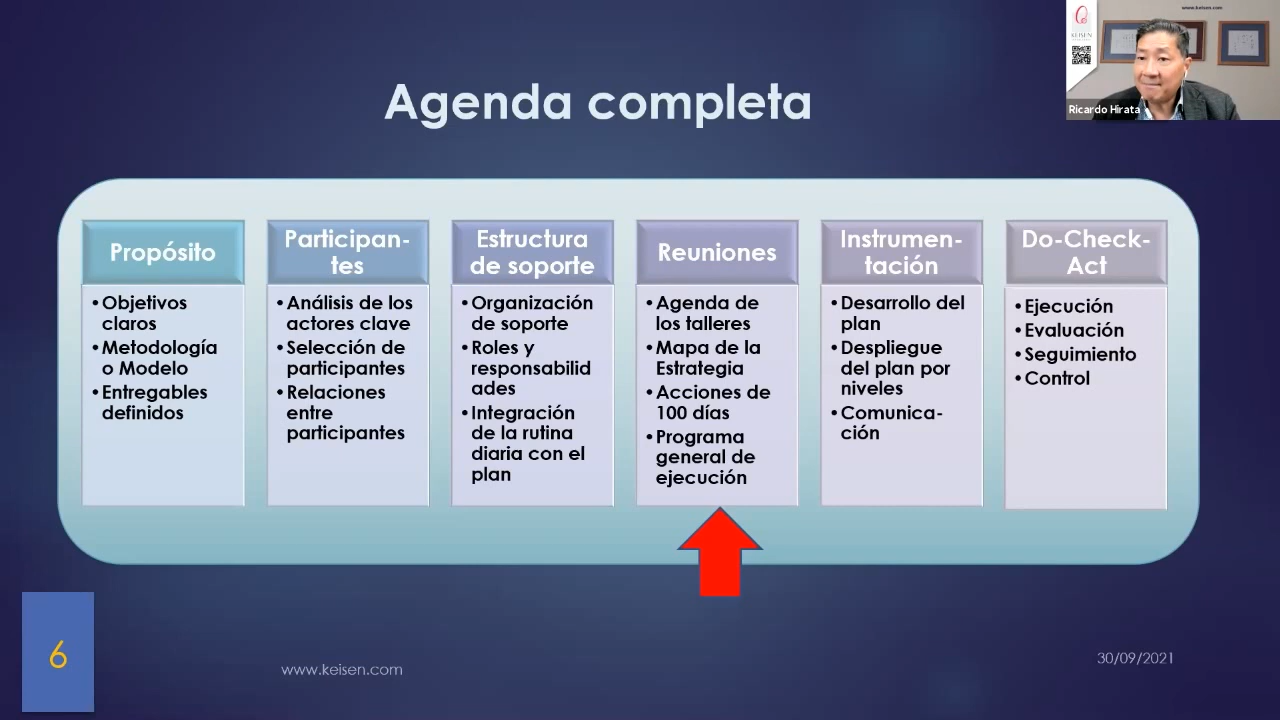 www.keisen.com
KEISEN
Ricardo Hirata
Agenda completa
Propósito
•Objetivos
claros
•Metodología
o Modelo
•Entregables
definidos
Participan-
tes
•Análisis de los
actores clave
•Selección de
participantes
•Relaciones
entre
participantes
Estructura
de soporte
•Organización
de soporte
•Roles y
responsabilid
ades
•Integración
de la rutina
diaria con el
plan
Reuniones
•Agenda de
los talleres
•Mapa de la
Estrategia
•Acciones de
100 días
•Programa
general de
ejecución
Instrumen-
tación
•Desarrollo del
plan
•Despliegue
del plan por
niveles
•Comunica-
ción
Do-Check-
Act
•Ejecución
•Evaluación
•Seguimiento
•Control
6
www.keisen.com
30/09/2021